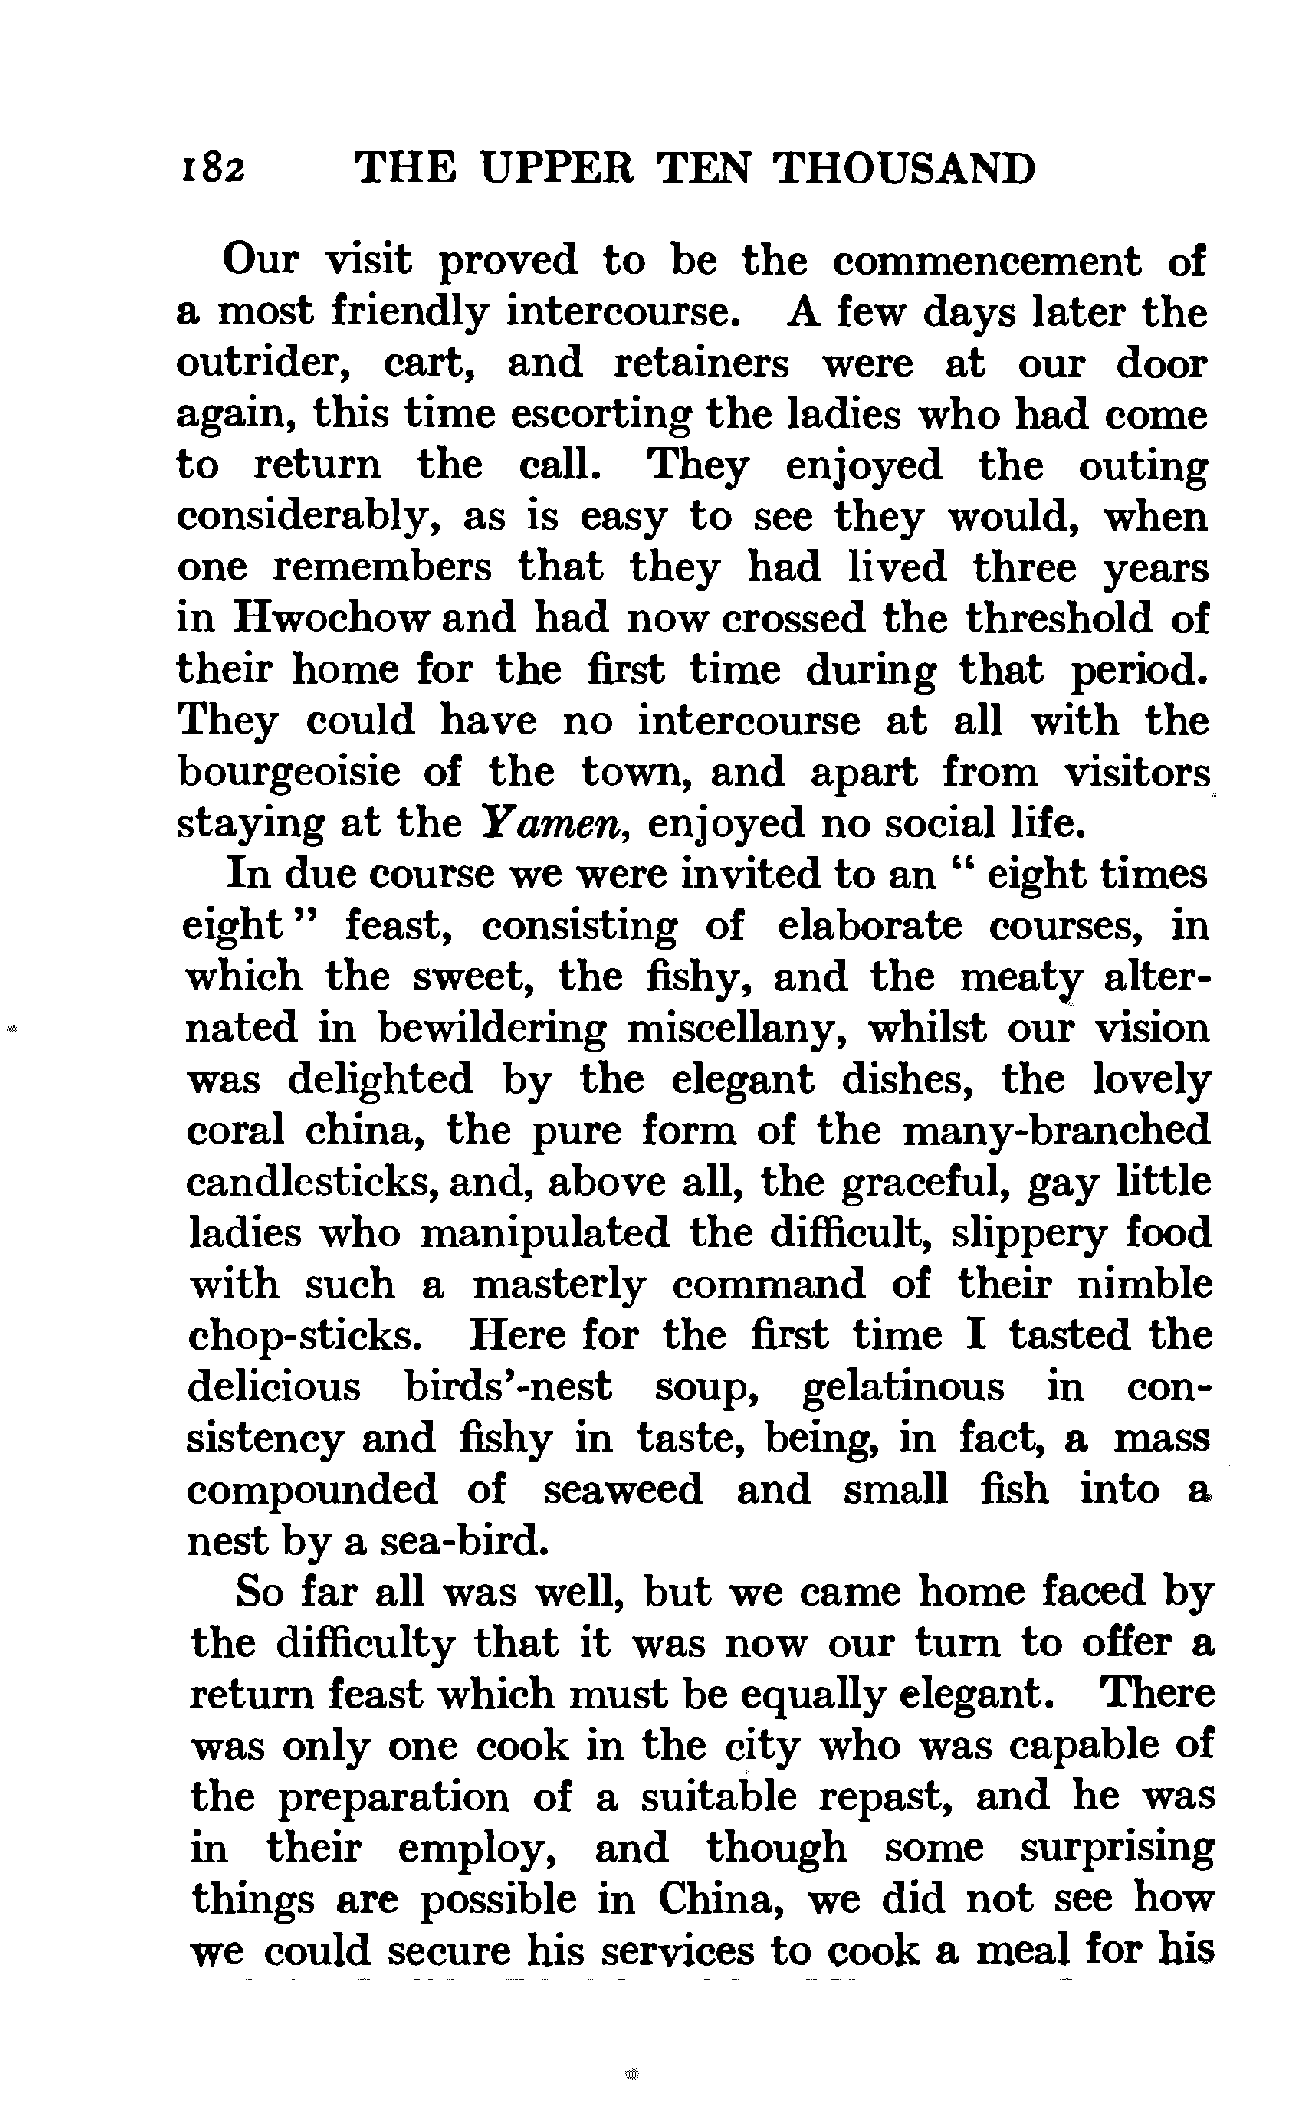 182 THE UPPER TEN THOUSAND
Our visit proved to be the commencement of
a most friendly intercourse. A few days later the
outrider, cart, and retainers were at our door
again, this time escorting the ladies who had come
to return the call. They enjoyed the outing
considerably, as is easy to see they would, when
one remembers that they had lived three years
in Hwochow and had now crossed the threshold of
their home for the first time during that period.
They could have no intercourse at all with the
bourgeoisie of the town, and apart from visitors
staying at the Yamen, enjoyed no social life.
In due course we were invited to an “ eight times
eight ” feast, consisting of elaborate courses, in
which the sweet, the fishy, and the meaty alter-
nated in bewildering miscellany, whilst our vision
was delighted by the elegant dishes, the lovely
coral china, the pure form of the many-branched
candlesticks, and, above all, the graceful, gay little
ladies who manipulated the difficult, slippery food
with such a masterly command of their nimble
chop-sticks. Here for the first time I tasted the
delicious birds’-nest soup, gelatinous in con-
sistency and fishy in taste, being, in fact, a mass
compounded of seaweed and small fish into a
nest by a sea-bird.
So far all was well, but we came home faced by
the difficulty that it was now our turn to offer a
return feast which must be equally elegant. There
was only one cook in the city who was capable of
the preparation of a suitable repast, and he was
in their employ, and though some surprising
things are possible in China, we did not see how
we could secure his services to cook a meal for his